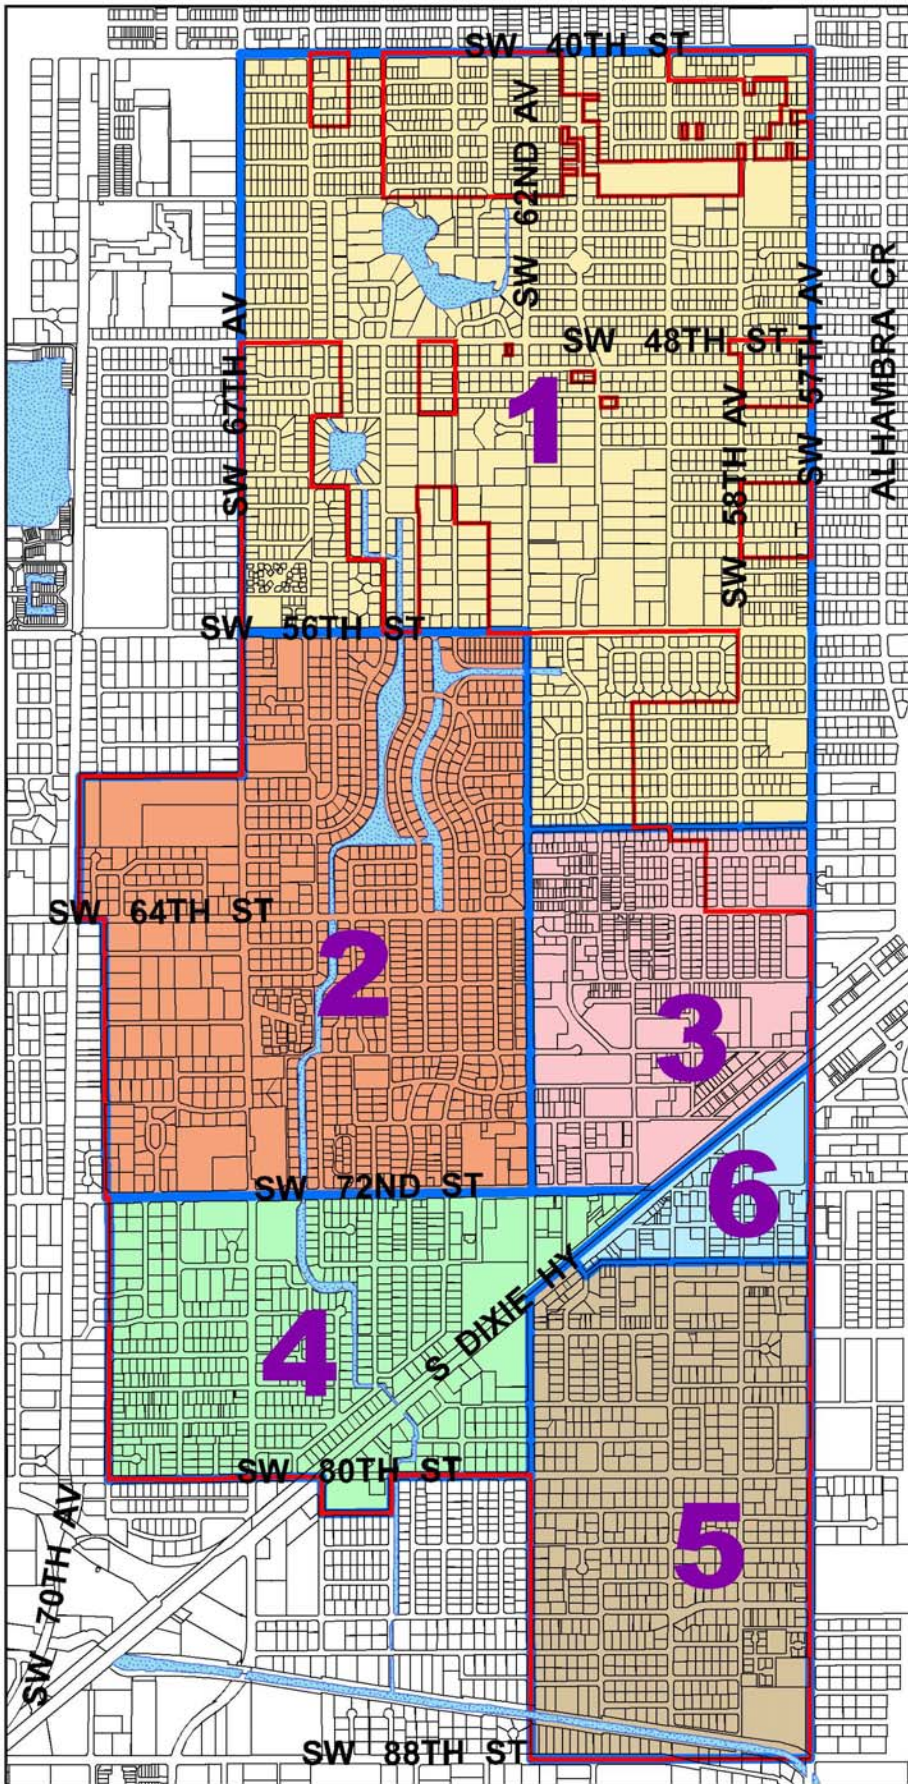 SW 40TH ST
SW 62ND AV
ALHAMBRA CR
SW 57TH AV
SW 67TH AV
SW 48TH ST
1
SW 58TH AV
SW 56TH ST
SW 64TH ST
2
3
6
SW 72ND ST
S DIXIE HY
4
SW 80TH ST
5
SW 70TH AV
SW 88TH ST